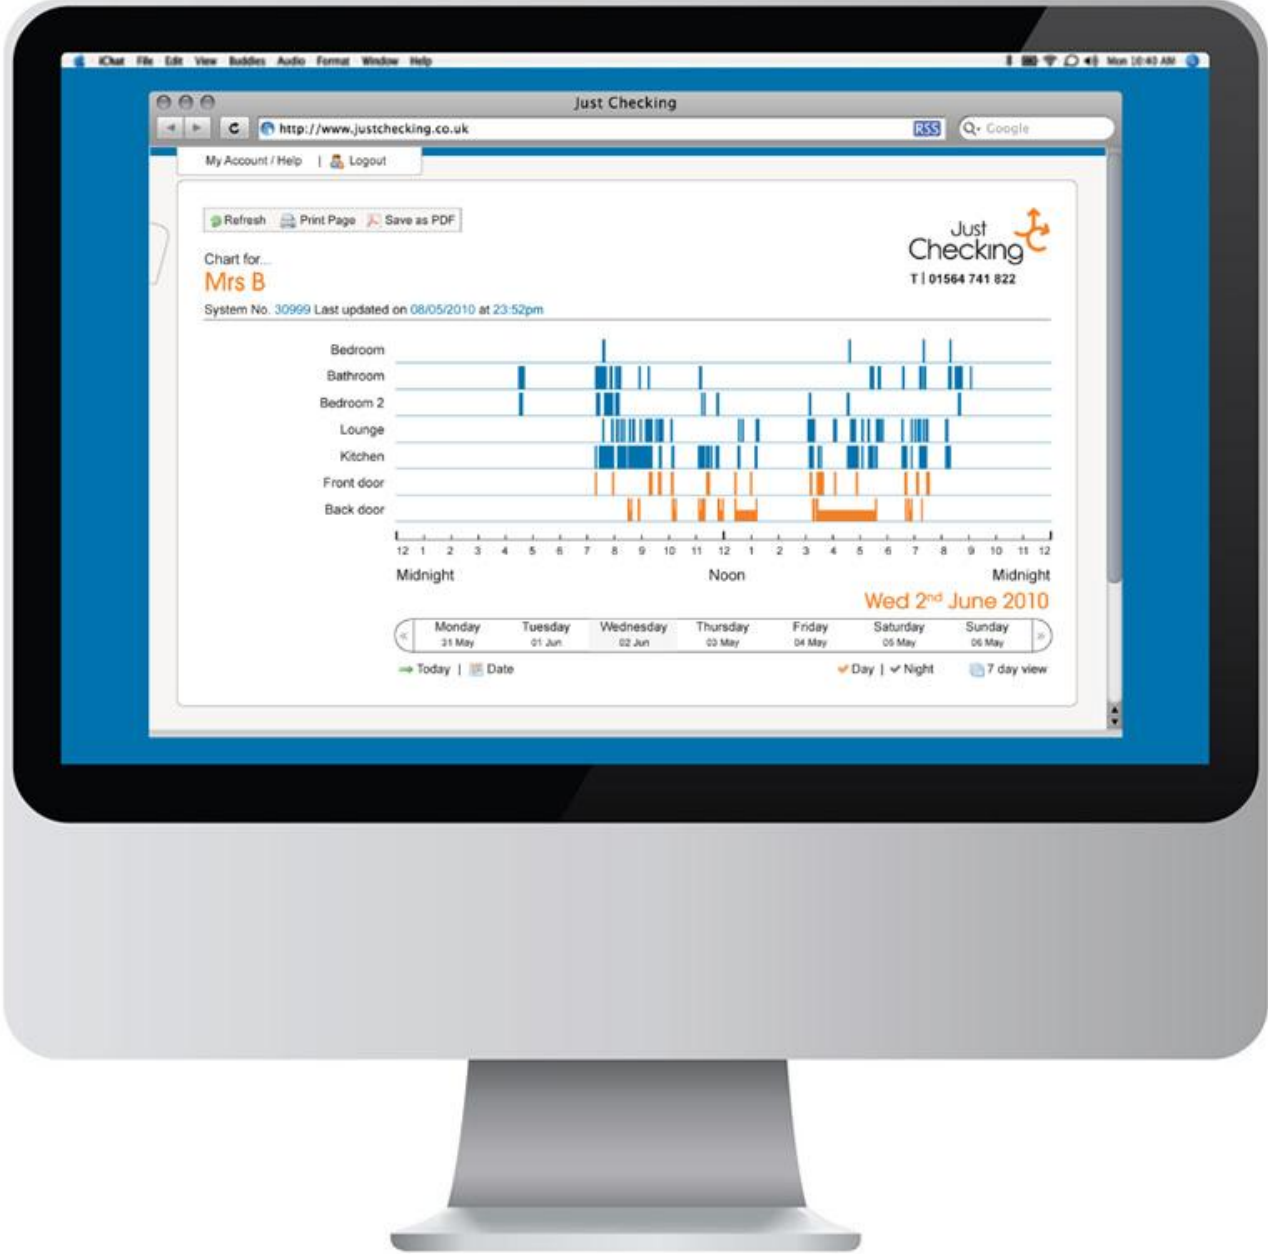 iChat File Edit View Buddies Audio Format Window Help Mon 10:40 AM
Just Checking
http://www.justchecking.co.uk RSS Google
My Account / Help | Logout
Refresh Print Page Save as PDF
Just
Checking
T | 01564 741 822
Chart for...
Mrs B
System No. 30999 Last updated on 08/05/2010 at 23:52pm
Bedroom
Bathroom
Bedroom 2
Lounge
Kitchen
Front door
Back door
12 1 2 3 4 5 6 7 8 9 10 11 12 1 2 3 4 5 6 7 8 9 10 11 12
Midnight Noon Midnight
Wed 2nd June 2010
« Monday Tuesday Wednesday Thursday Friday Saturday Sunday »
31 May 01 Jun 02 Jun 03 May 04 May 05 May 06 May
Today | Date Day | Night 7 day view